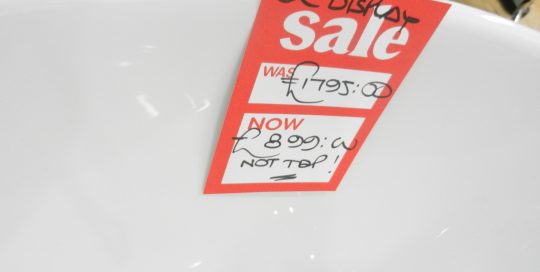 DISPLAY
sale
WAS £1795:00
NOW
£899:00
NOT TAP!